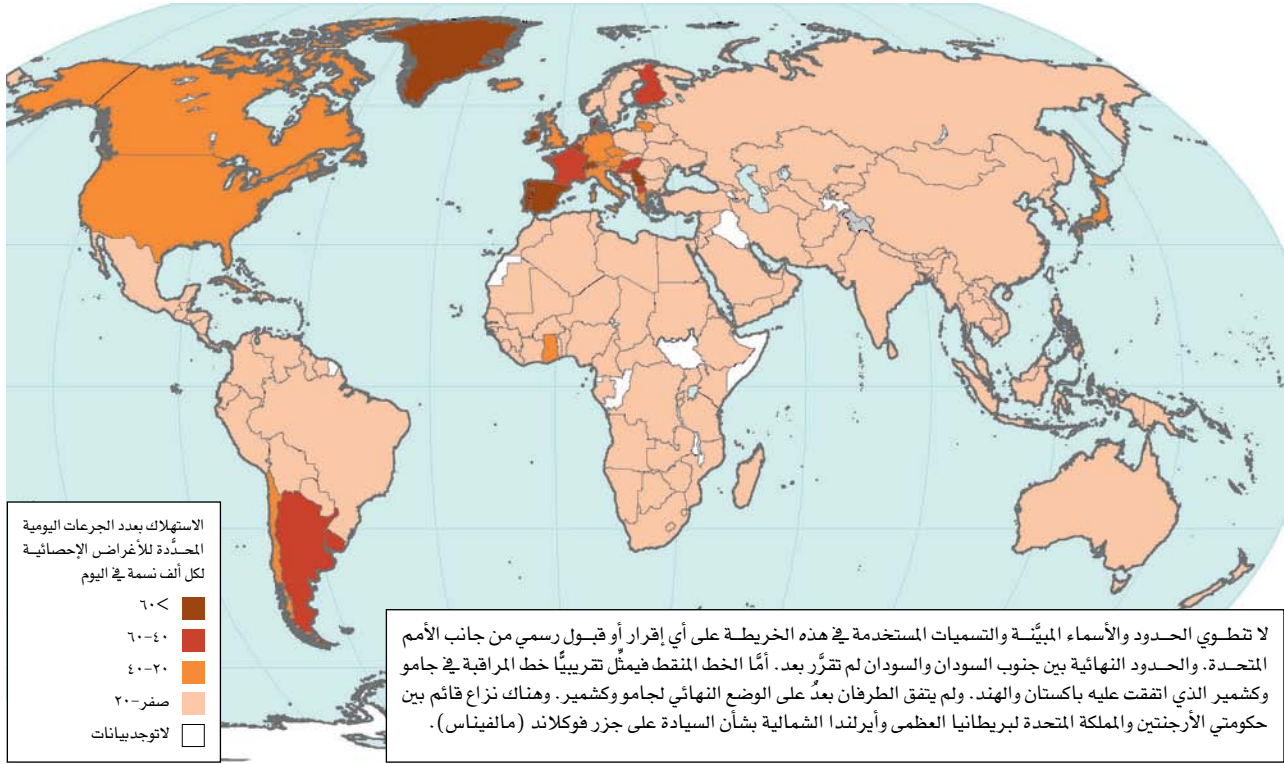 الاستهلاك بعدد الجرعات اليومية
المحدَّدة للأغراض الإحصائية
لكل ألف نسمة في اليوم
>٦٠
٤٠-٦٠
٢٠-٤٠
صفر-٢٠
لاتوجدبيانات
لا تنطوي الحدود والأسماء المبيَّنة والتسميات المستخدمة في هذه الخريطة على أي إقرار أو قبول رسمي من جانب الأمم
المتحدة. والحدود النهائية بين جنوب السودان والسودان لم تقرَّر بعد. أمَّا الخط المنقط فيمثِّل تقريبيًّا خط المراقبة في جامو
وكشمير الذي اتفقت عليه باكستان والهند. ولم يتفق الطرفان بعدُ على الوضع النهائي لجامو وكشمير. وهناك نزاع قائم بين
حكومتي الأرجنتين والمملكة المتحدة لبريطانيا العظمى وأيرلندا الشمالية بشأن السيادة على جزر فوكلاند (مالفيناس).